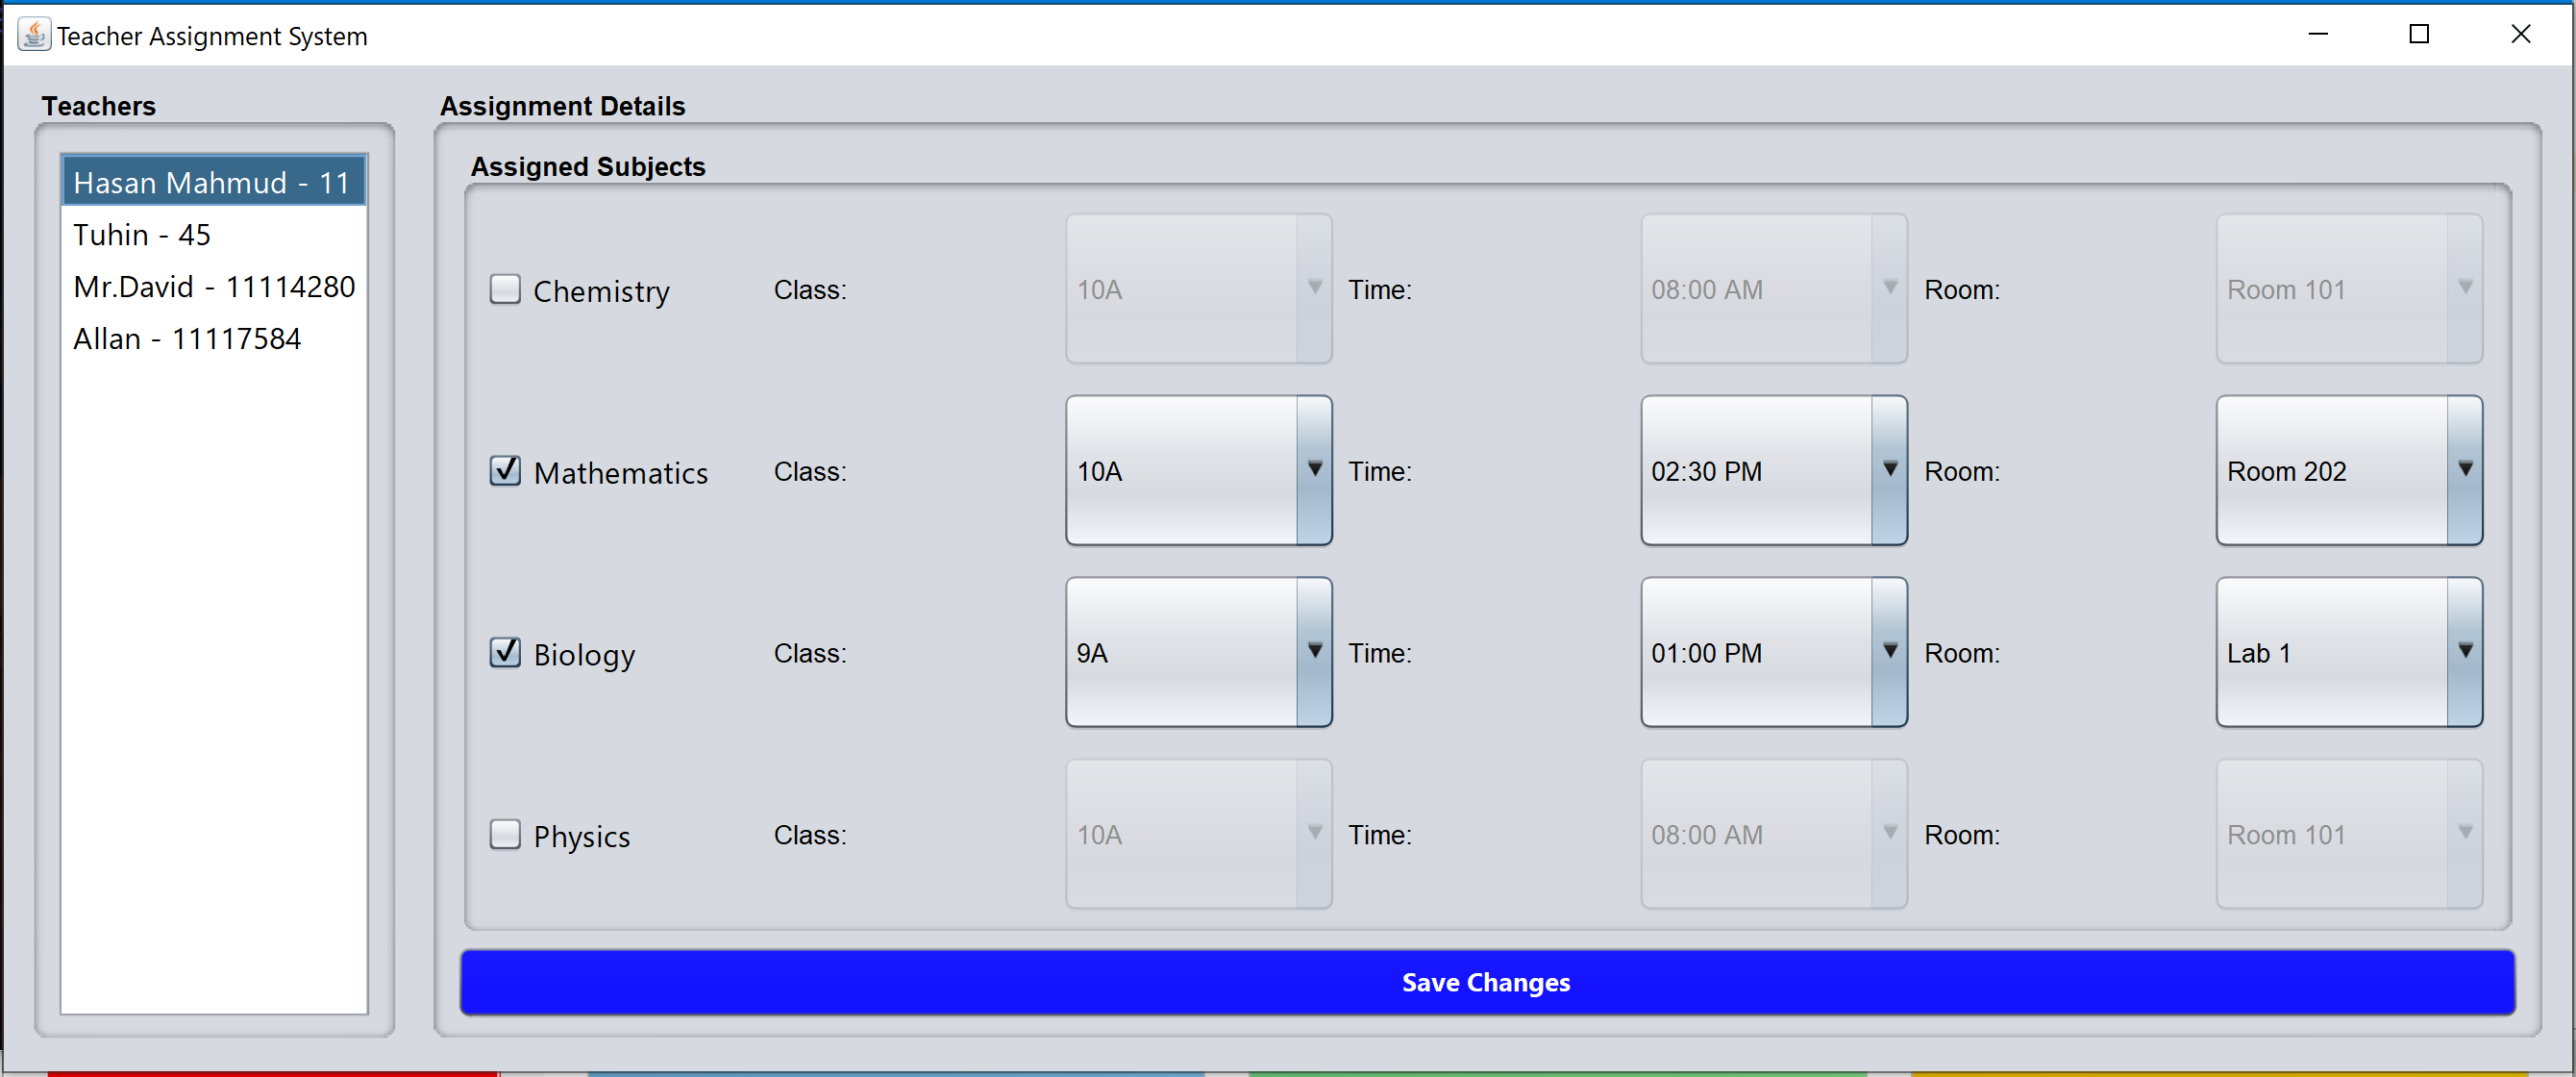 Teacher Assignment System
Teachers
Hasan Mahmud - 11
Tuhin - 45
Mr.David - 11114280
Allan - 11117584
Assignment Details
Assigned Subjects
Chemistry Class: 10A Time: 08:00 AM Room: Room 101
Mathematics Class: 10A Time: 02:30 PM Room: Room 202
Biology Class: 9A Time: 01:00 PM Room: Lab 1
Physics Class: 10A Time: 08:00 AM Room: Room 101
Save Changes